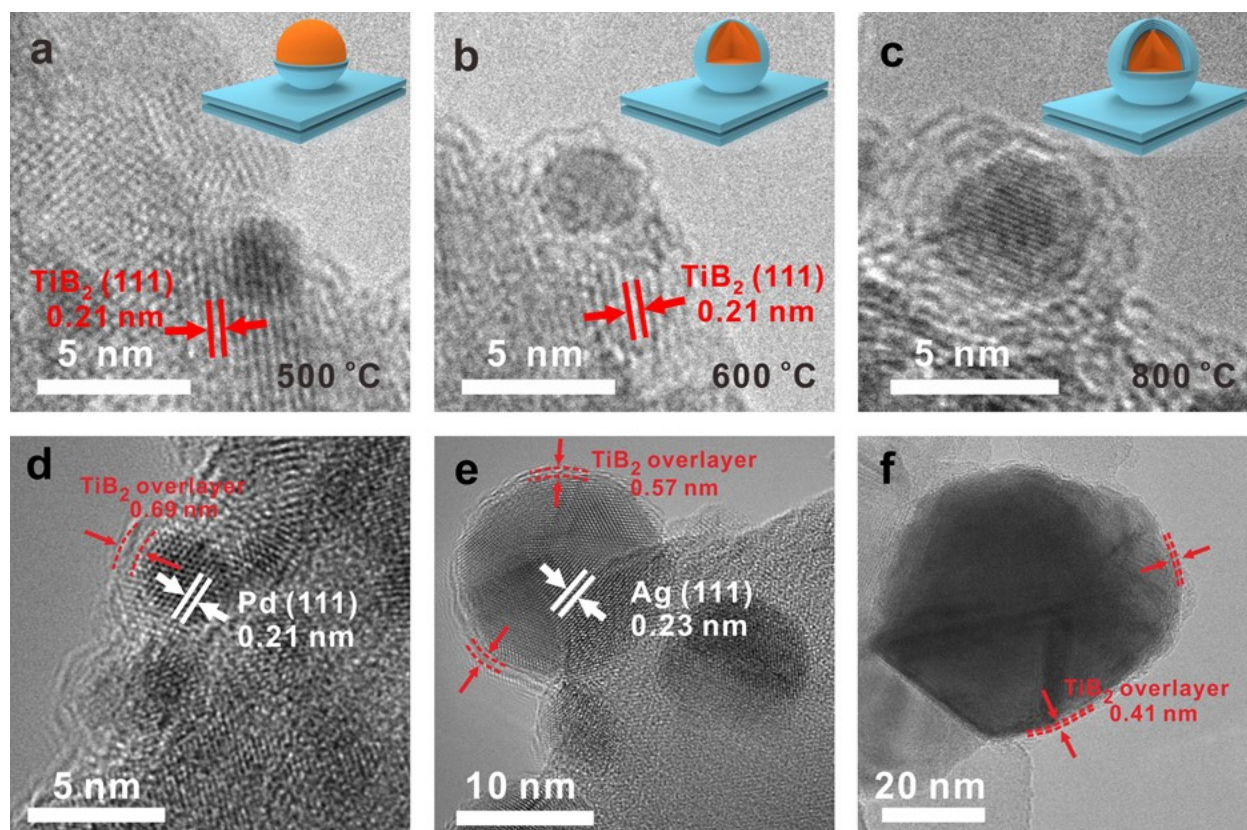 a
TiB₂ (111)
0.21 nm
5 nm
500 °C
b
TiB₂ (111)
0.21 nm
5 nm
600 °C
c
5 nm
800 °C
d
TiB₂ overlayer
0.69 nm
Pd (111)
0.21 nm
5 nm
e
TiB₂ overlayer
0.57 nm
Ag (111)
0.23 nm
10 nm
f
TiB₂ overlayer
0.41 nm
20 nm